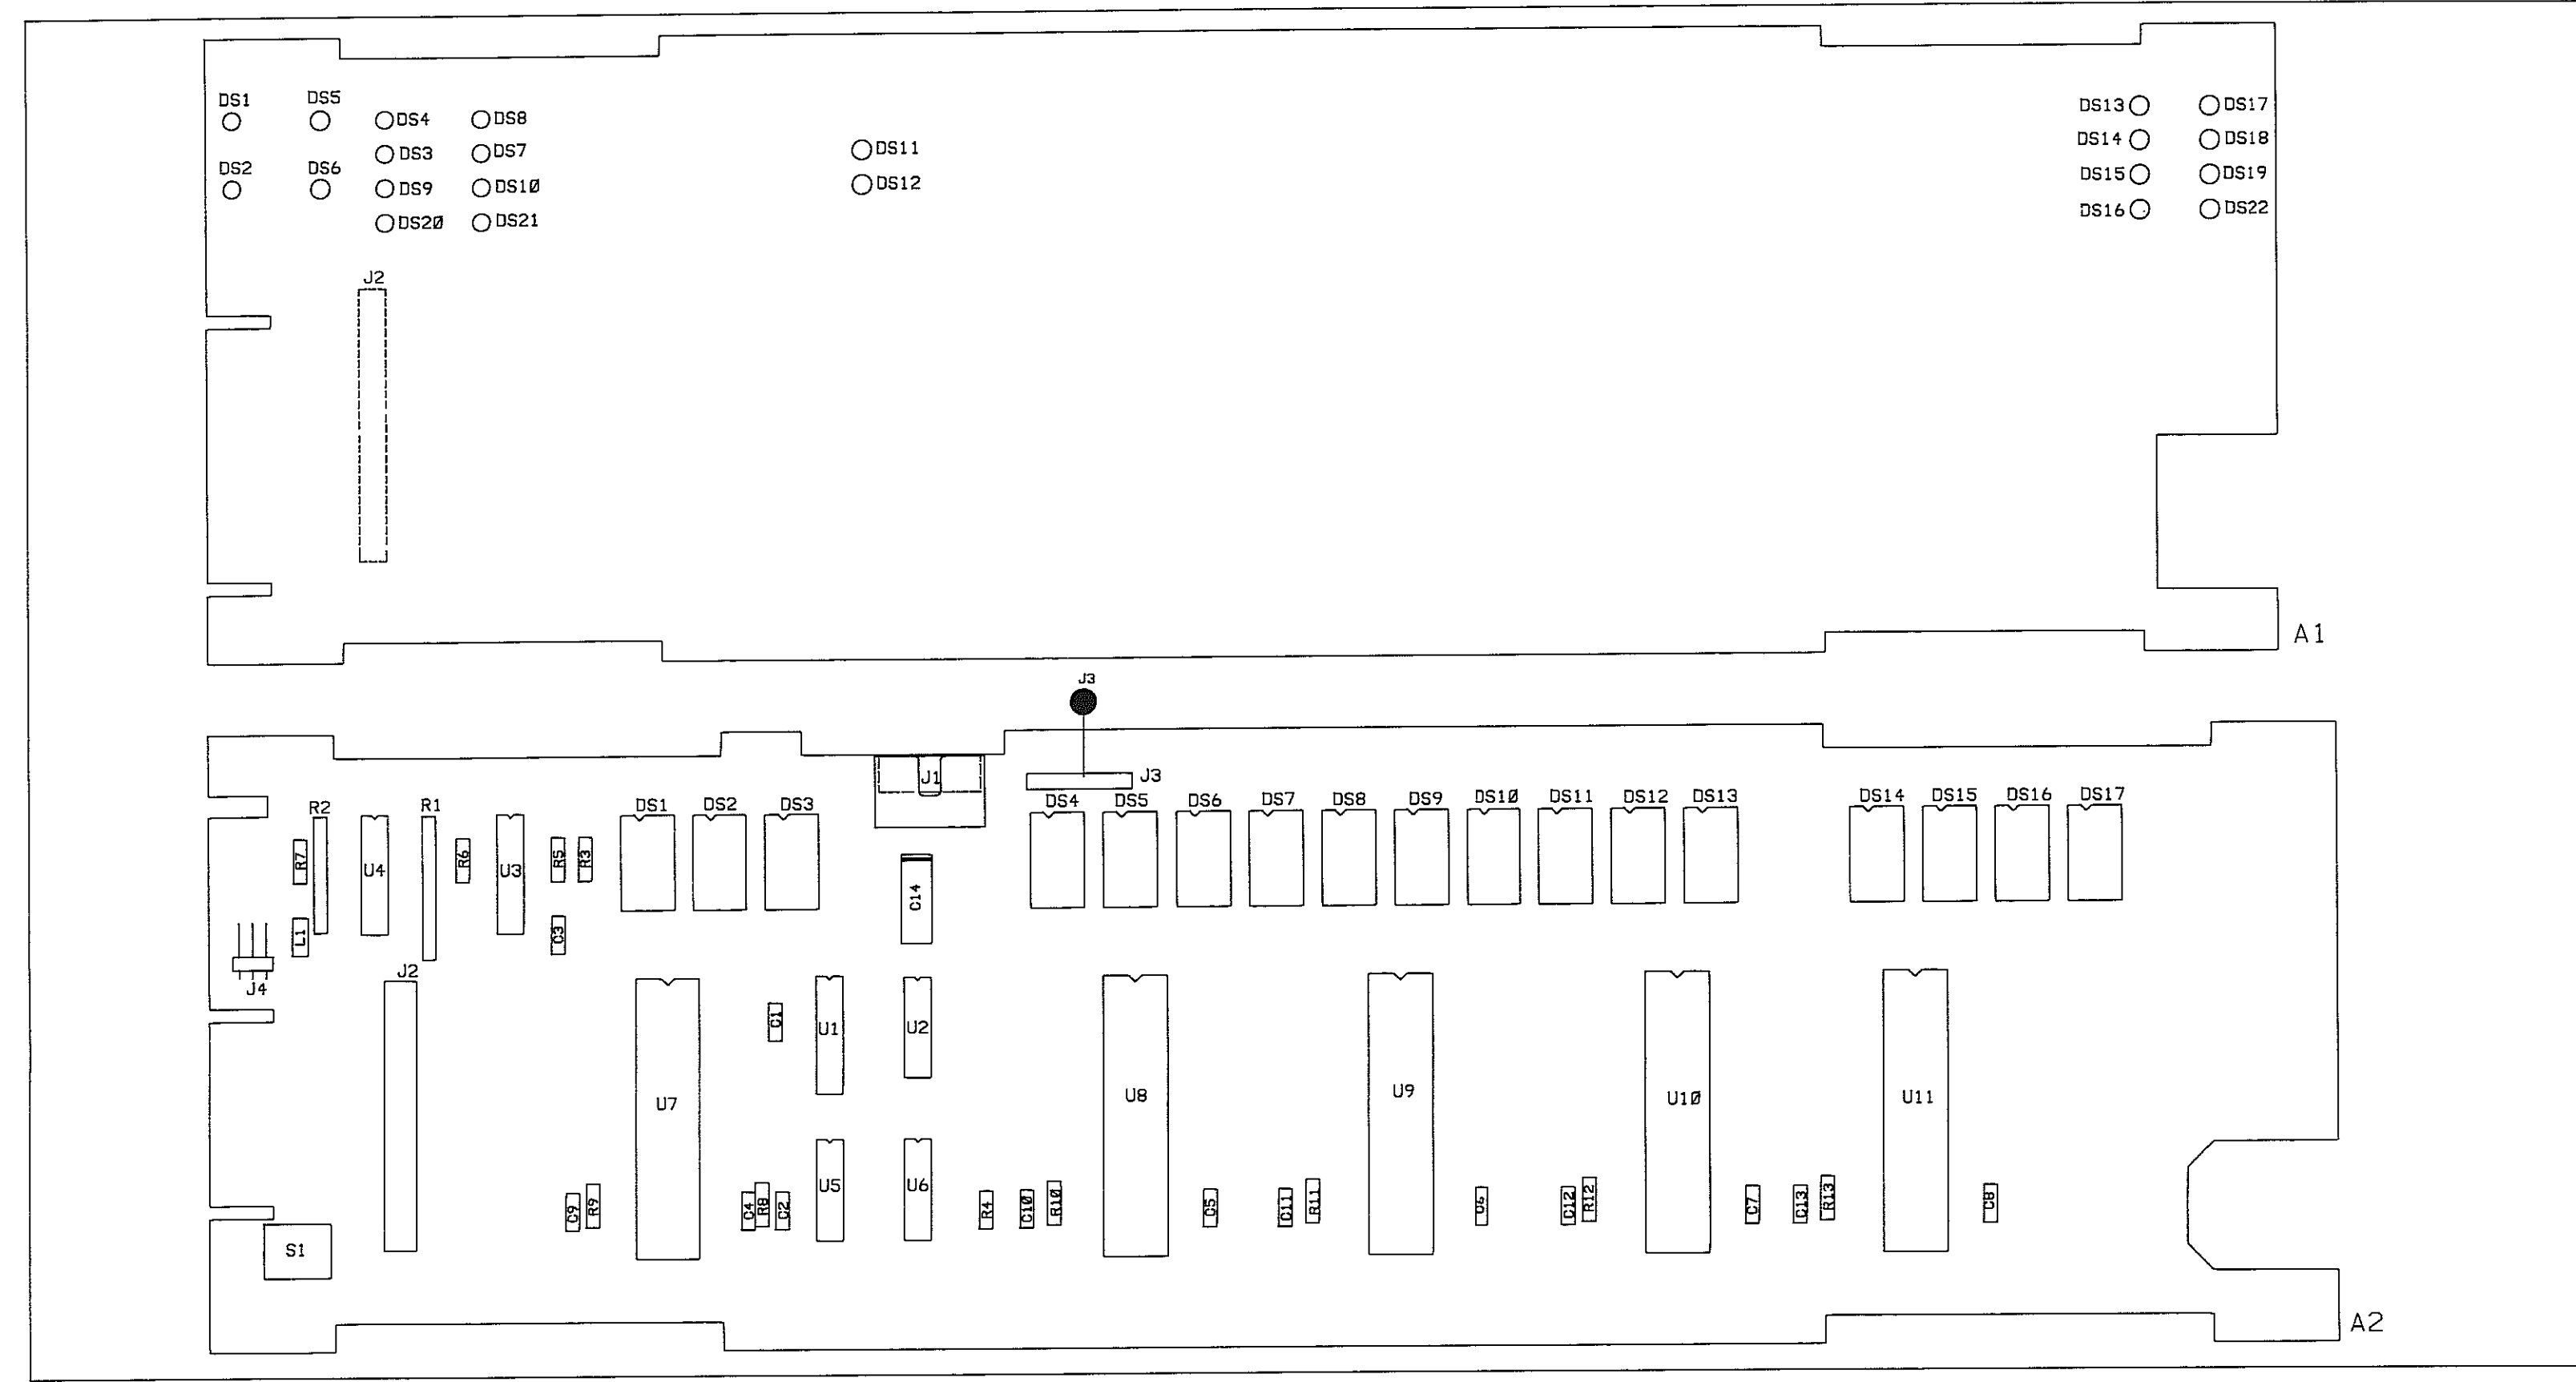 DS1 DS5
DS4 DS8 DS13 DS17
DS3 DS7 DS11 DS14 DS18
DS2 DS6
DS9 DS10 DS12 DS15 DS19
DS20 DS21 DS16 DS22
J2
A1
J3
J1 J3
R2 R1 DS1 DS2 DS3 DS4 DS5 DS6 DS7 DS8 DS9 DS10 DS11 DS12 DS13 DS14 DS15 DS16 DS17
R7 U4 R6 U3 R5 R3 C14
L1 C3
J4 J2
C1 U1 U2
U7 U8 U9 U10 U11
C9 R9 C4 R8 C2 U5 U6 R4 C10 R10 C5 C11 R11 C6 C12 R12 C7 C13 R13 C8
S1
A2